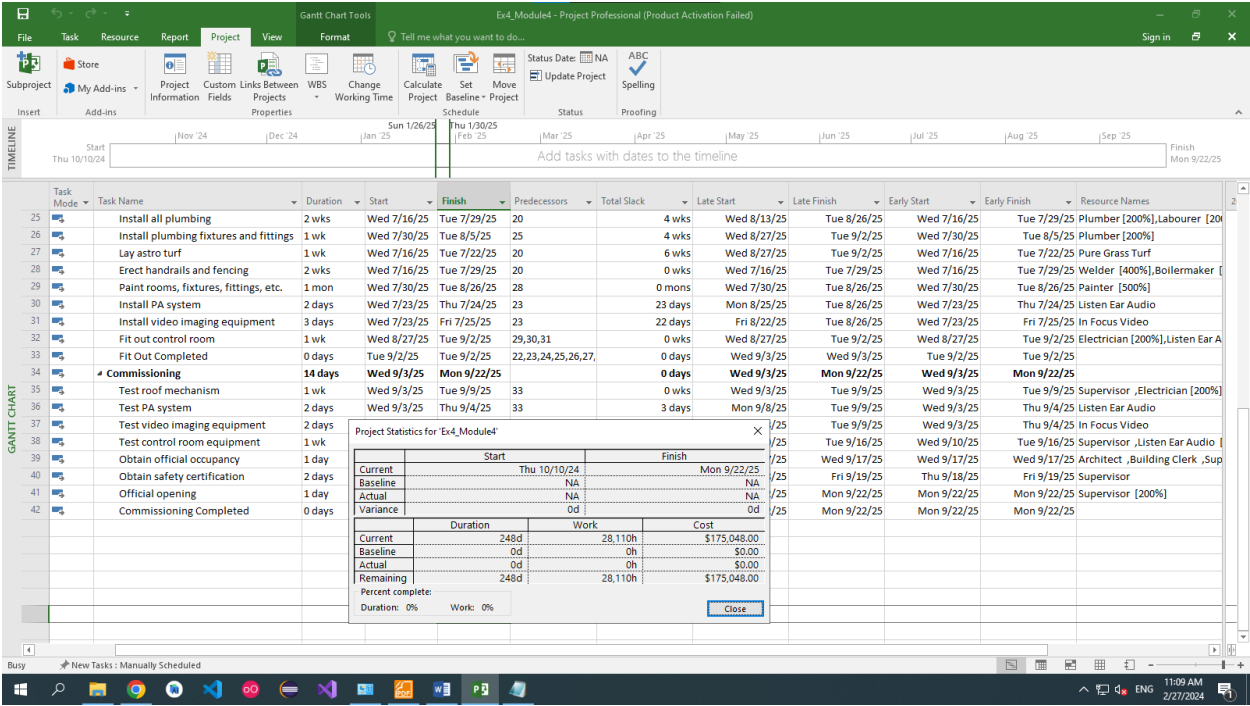 Gantt Chart Tools
Ex4_Module4 - Project Professional (Product Activation Failed)
File Task Resource Report Project View Format Tell me what you want to do... Sign in
Subproject
Store
My Add-ins
Project Information
Custom Fields
Links Between Projects
WBS
Change Working Time
Calculate Project
Set Baseline
Move Project
Status Date: NA
Update Project
ABC
Spelling
Insert Add-ins Properties Schedule Status Proofing
TIMELINE
Sun 1/26/25 Thu 1/30/25
Nov '24 Dec '24 Jan '25 Feb '25 Mar '25 Apr '25 May '25 Jun '25 Jul '25 Aug '25 Sep '25
Start
Thu 10/10/24
Add tasks with dates to the timeline
Finish
Mon 9/22/25
GANTT CHART
Task Mode Task Name Duration Start Finish Predecessors Total Slack Late Start Late Finish Early Start Early Finish Resource Names
25 Install all plumbing 2 wks Wed 7/16/25 Tue 7/29/25 20 4 wks Wed 8/13/25 Tue 8/26/25 Wed 7/16/25 Tue 7/29/25 Plumber [200%],Labourer [20
26 Install plumbing fixtures and fittings 1 wk Wed 7/30/25 Tue 8/5/25 25 4 wks Wed 8/27/25 Tue 9/2/25 Wed 7/30/25 Tue 8/5/25 Plumber [200%]
27 Lay astro turf 1 wk Wed 7/16/25 Tue 7/22/25 20 6 wks Wed 8/27/25 Tue 9/2/25 Wed 7/16/25 Tue 7/22/25 Pure Grass Turf
28 Erect handrails and fencing 2 wks Wed 7/16/25 Tue 7/29/25 20 0 wks Wed 7/16/25 Tue 7/29/25 Wed 7/16/25 Tue 7/29/25 Welder [400%],Boilermaker [
29 Paint rooms, fixtures, fittings, etc. 1 mon Wed 7/30/25 Tue 8/26/25 28 0 mons Wed 7/30/25 Tue 8/26/25 Wed 7/30/25 Tue 8/26/25 Painter [500%]
30 Install PA system 2 days Wed 7/23/25 Thu 7/24/25 23 23 days Mon 8/25/25 Tue 8/26/25 Wed 7/23/25 Thu 7/24/25 Listen Ear Audio
31 Install video imaging equipment 3 days Wed 7/23/25 Fri 7/25/25 23 22 days Fri 8/22/25 Tue 8/26/25 Wed 7/23/25 Fri 7/25/25 In Focus Video
32 Fit out control room 1 wk Wed 8/27/25 Tue 9/2/25 29,30,31 0 wks Wed 8/27/25 Tue 9/2/25 Wed 8/27/25 Tue 9/2/25 Electrician [200%],Listen Ear A
33 Fit Out Completed 0 days Tue 9/2/25 Tue 9/2/25 22,23,24,25,26,27, 0 days Wed 9/3/25 Wed 9/3/25 Tue 9/2/25 Tue 9/2/25
34 Commissioning 14 days Wed 9/3/25 Mon 9/22/25 0 days Wed 9/3/25 Mon 9/22/25 Wed 9/3/25 Mon 9/22/25
35 Test roof mechanism 1 wk Wed 9/3/25 Tue 9/9/25 33 0 wks Wed 9/3/25 Tue 9/9/25 Wed 9/3/25 Tue 9/9/25 Supervisor ,Electrician [200%]
36 Test PA system 2 days Wed 9/3/25 Thu 9/4/25 33 3 days Mon 9/8/25 Tue 9/9/25 Wed 9/3/25 Thu 9/4/25 Listen Ear Audio
37 Test video imaging equipment 2 days /25 Tue 9/9/25 Wed 9/3/25 Thu 9/4/25 In Focus Video
38 Test control room equipment 1 wk /25 Tue 9/16/25 Wed 9/10/25 Tue 9/16/25 Supervisor ,Listen Ear Audio [
39 Obtain official occupancy 1 day /25 Wed 9/17/25 Wed 9/17/25 Wed 9/17/25 Architect ,Building Clerk ,Sup
40 Obtain safety certification 2 days /25 Fri 9/19/25 Thu 9/18/25 Fri 9/19/25 Supervisor
41 Official opening 1 day /25 Mon 9/22/25 Mon 9/22/25 Mon 9/22/25 Supervisor [200%]
42 Commissioning Completed 0 days /25 Mon 9/22/25 Mon 9/22/25 Mon 9/22/25
Project Statistics for 'Ex4_Module4'
Start Finish
Current Thu 10/10/24 Mon 9/22/25
Baseline NA NA
Actual NA NA
Variance 0d 0d
Duration Work Cost
Current 248d 28,110h $175,048.00
Baseline 0d 0h $0.00
Actual 0d 0h $0.00
Remaining 248d 28,110h $175,048.00
Percent complete:
Duration: 0% Work: 0%
Close
Busy New Tasks : Manually Scheduled
ENG
11:09 AM
2/27/2024